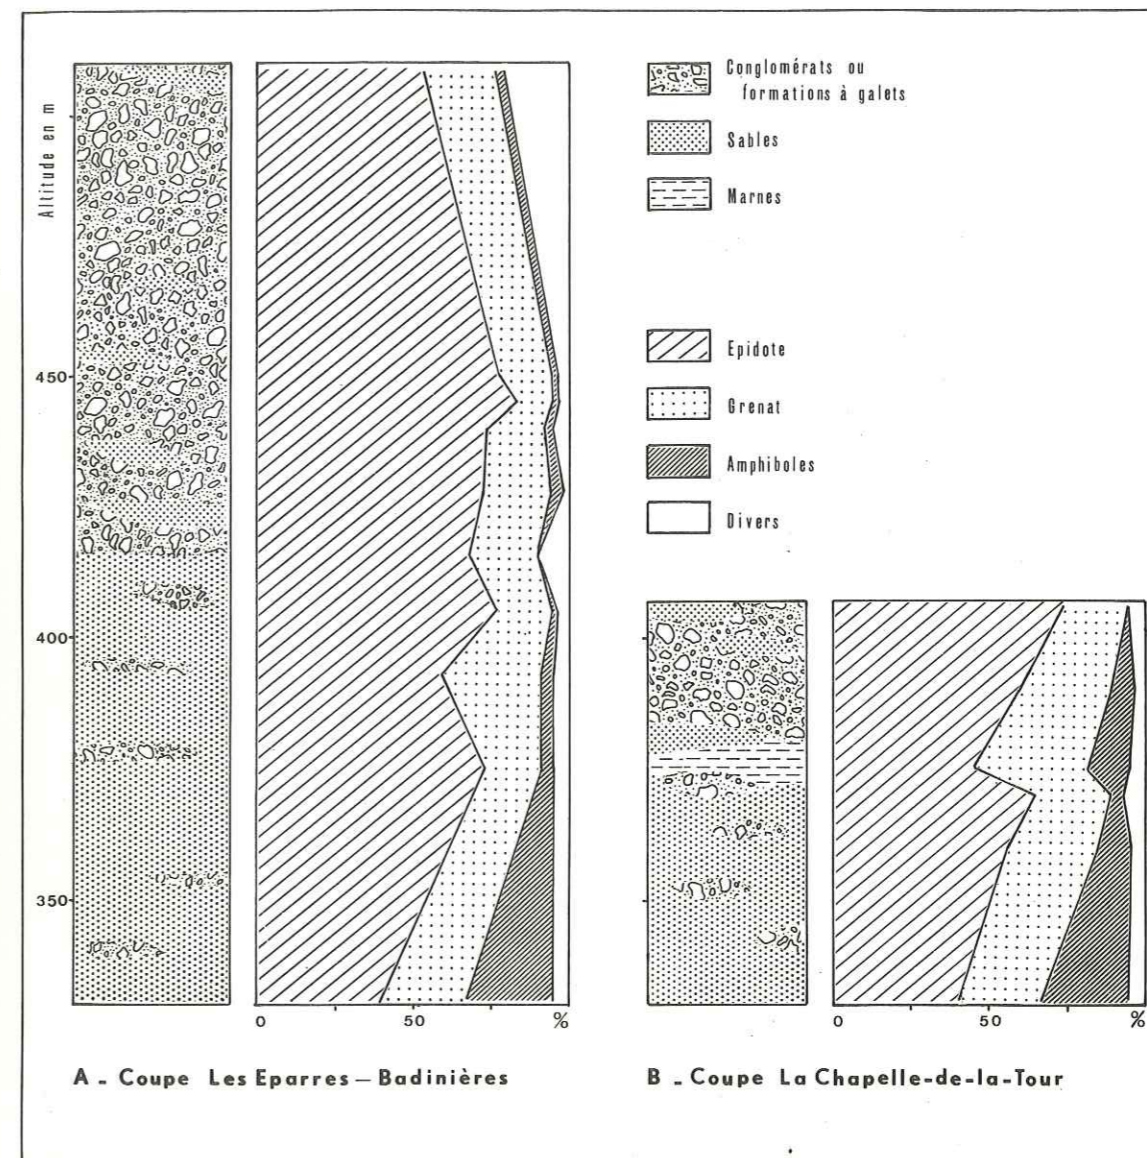 Altitude en m
450
400
350
0
50
%
A - Coupe Les Eparres – Badinières
Conglomérats ou
formations à galets
Sables
Marnes
Epidote
Grenat
Amphiboles
Divers
0
50
%
B - Coupe La Chapelle-de-la-Tour